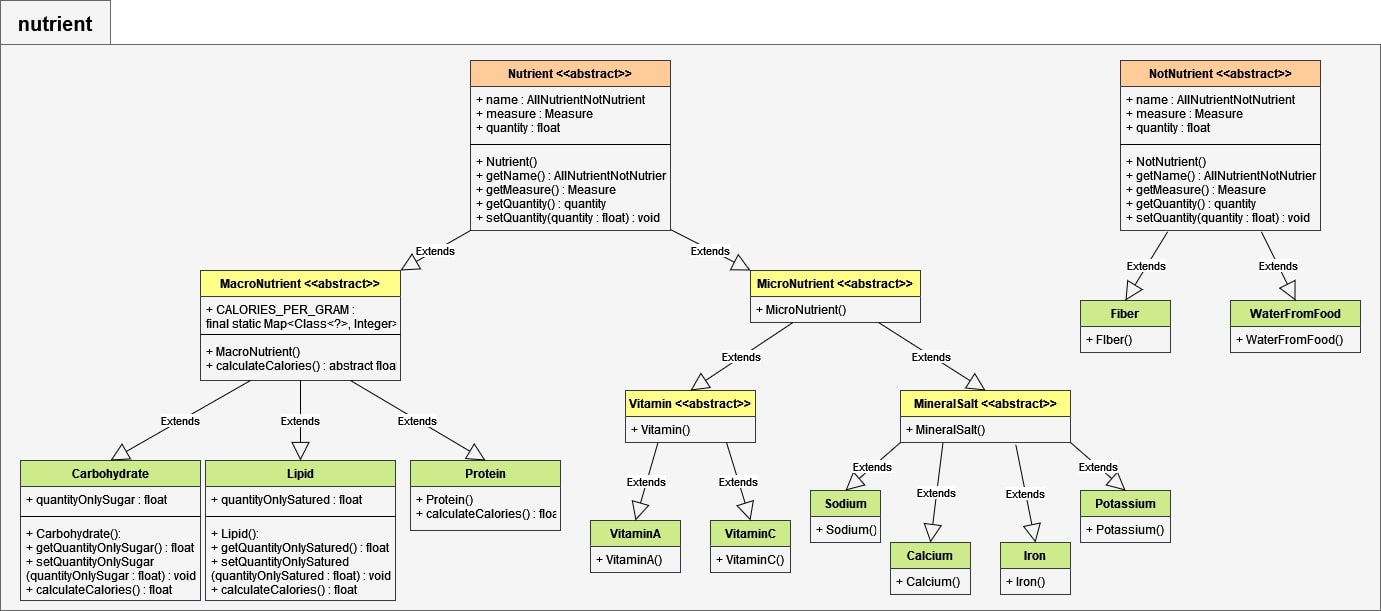 nutrient
Nutrient <<abstract>>
+ name : AllNutrientNotNutrient
+ measure : Measure
+ quantity : float
+ Nutrient()
+ getName() : AllNutrientNotNutrier
+ getMeasure() : Measure
+ getQuantity() : quantity
+ setQuantity(quantity : float) : void
NotNutrient <<abstract>>
+ name : AllNutrientNotNutrient
+ measure : Measure
+ quantity : float
+ NotNutrient()
+ getName() : AllNutrientNotNutrier
+ getMeasure() : Measure
+ getQuantity() : quantity
+ setQuantity(quantity : float) : void
Extends
Extends
Extends
Extends
MacroNutrient <<abstract>>
+ CALORIES_PER_GRAM :
final static Map<Class<?>, Integer>
+ MacroNutrient()
+ calculateCalories() : abstract floa
MicroNutrient <<abstract>>
+ MicroNutrient()
Fiber
+ FIber()
WaterFromFood
+ WaterFromFood()
Extends
Extends
Extends
Extends
Extends
Vitamin <<abstract>>
+ Vitamin()
MineralSalt <<abstract>>
+ MineralSalt()
Carbohydrate
+ quantityOnlySugar : float
+ Carbohydrate():
+ getQuantityOnlySugar() : float
+ setQuantityOnlySugar
(quantityOnlySugar : float) : void
+ calculateCalories() : float
Lipid
+ quantityOnlySatured : float
+ Lipid():
+ getQuantityOnlySatured() : float
+ setQuantityOnlySatured
(quantityOnlySatured : float) : void
+ calculateCalories() : float
Protein
+ Protein()
+ calculateCalories() : floa
Extends
Extends
Extends
Extends
Extends
Extends
VitaminA
+ VitaminA()
VitaminC
+ VitaminC()
Sodium
+ Sodium()
Calcium
+ Calcium()
Iron
+ Iron()
Potassium
+ Potassium()